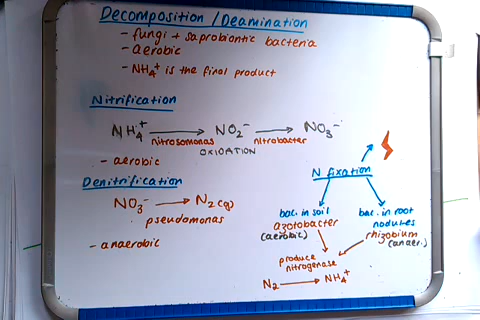 Decomposition / Deamination
- fungi + saprobiontic bacteria
- aerobic
- NH₄⁺ is the final product
Nitrification
NH₄⁺ → NO₂⁻ → NO₃⁻
nitrosomonas nitrobacter
OXIDATION
- aerobic
Denitrification
NO₃⁻ → N₂(g)
pseudomonas
- anaerobic
N fixation
bac. in soil
azotobacter
(aerobic)
bac. in root
nodules
rhizobium
(anaer.)
produce
nitrogenase
N₂ → NH₄⁺